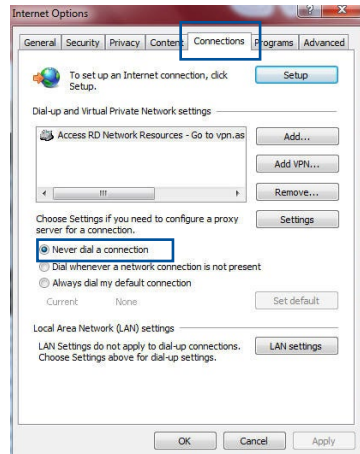 Internet Options
General Security Privacy Content Connections Programs Advanced
To set up an Internet connection, click
Setup.
Setup
Dial-up and Virtual Private Network settings
Access RD Network Resources - Go to vpn.as
Add...
Add VPN...
Remove...
Choose Settings if you need to configure a proxy
server for a connection.
Settings
Never dial a connection
Dial whenever a network connection is not present
Always dial my default connection
Current None
Set default
Local Area Network (LAN) settings
LAN Settings do not apply to dial-up connections.
Choose Settings above for dial-up settings.
LAN settings
OK Cancel Apply